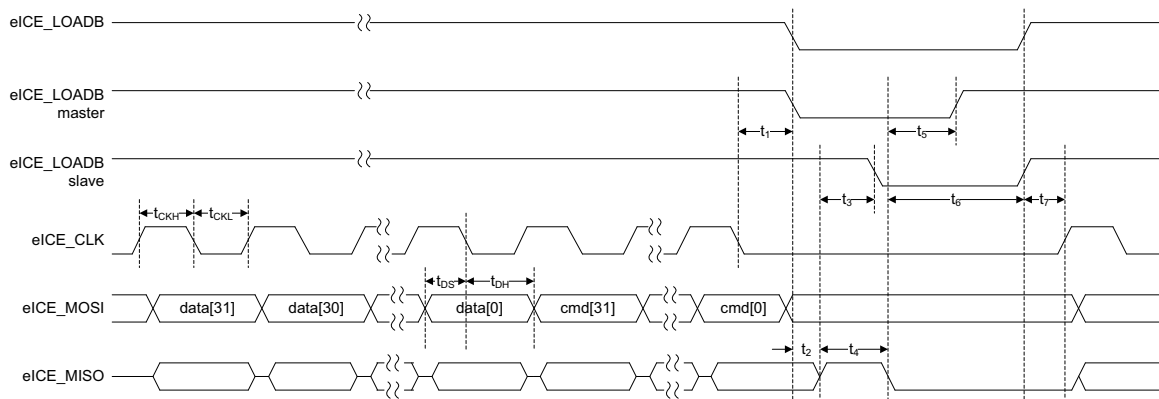 eICE_LOADB
eICE_LOADB
master
t1
t5
eICE_LOADB
slave
t3
t6
t7
tCKH
tCKL
eICE_CLK
tDS
tDH
eICE_MOSI
data[31]
data[30]
data[0]
cmd[31]
cmd[0]
t2
t4
eICE_MISO